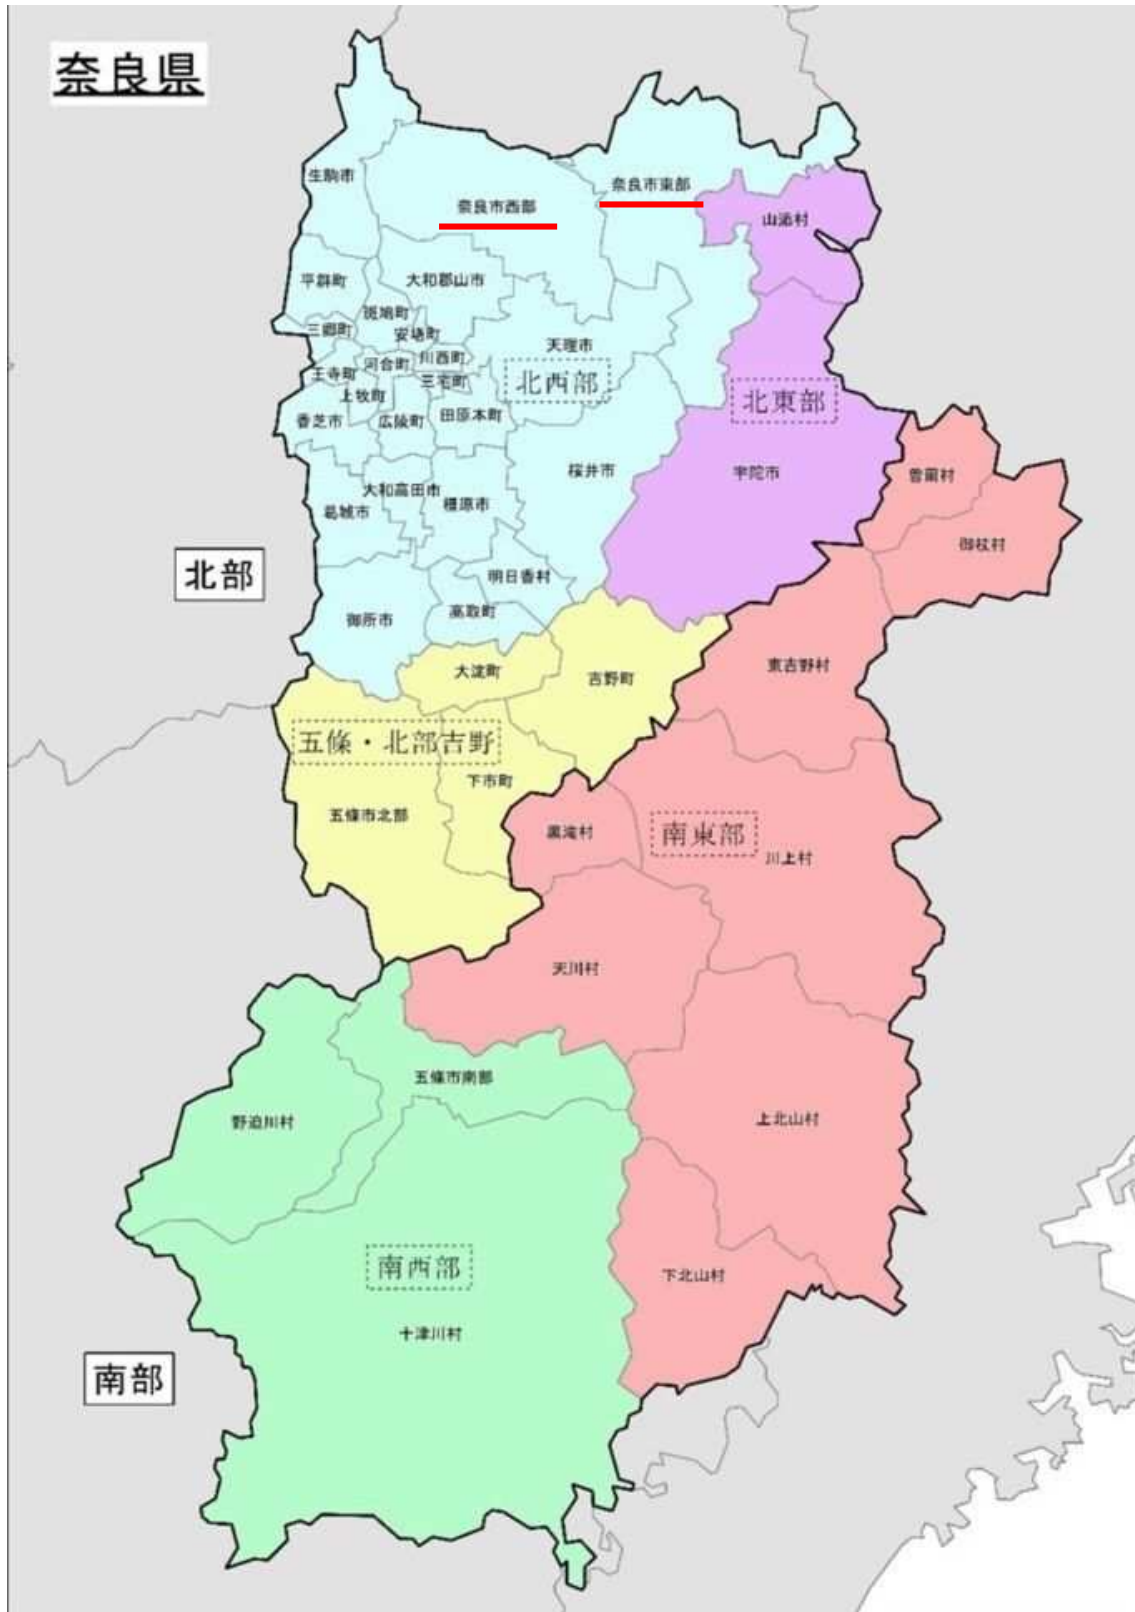 奈良県
生駒市
奈良市西部
奈良市東部
山添村
平群町
大和郡山市
斑鳩町
三郷町
安堵町
天理市
王寺町
河合町
川西町
北西部
三宅町
上牧町
北東部
香芝市
広陵町
田原本町
桜井市
宇陀市
曽爾村
大和高田市
葛城市
橿原市
御杖村
北部
明日香村
御所市
高取町
大淀町
吉野町
東吉野村
五條・北部吉野
下市町
五條市北部
黒滝村
南東部
川上村
天川村
五條市南部
野迫川村
上北山村
南西部
下北山村
十津川村
南部